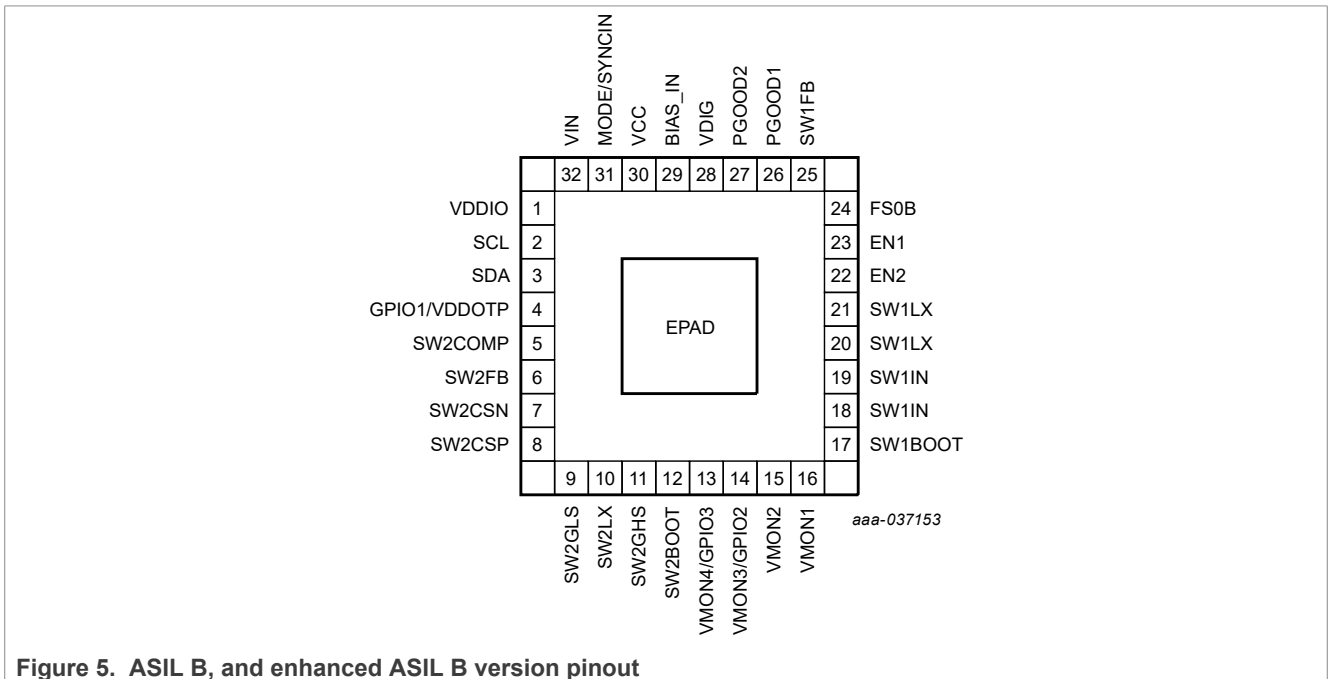 VIN
MODE/SYNCIN
VCC
BIAS_IN
VDIG
PGOOD2
PGOOD1
SW1FB
32 31 30 29 28 27 26 25
VDDIO 1
SCL 2
SDA 3
GPIO1/VDDOTP 4
SW2COMP 5
SW2FB 6
SW2CSN 7
SW2CSP 8
EPAD
24 FS0B
23 EN1
22 EN2
21 SW1LX
20 SW1LX
19 SW1IN
18 SW1IN
17 SW1BOOT
9 10 11 12 13 14 15 16
SW2GLS
SW2LX
SW2GHS
SW2BOOT
VMON4/GPIO3
VMON3/GPIO2
VMON2
VMON1
aaa-037153
Figure 5. ASIL B, and enhanced ASIL B version pinout